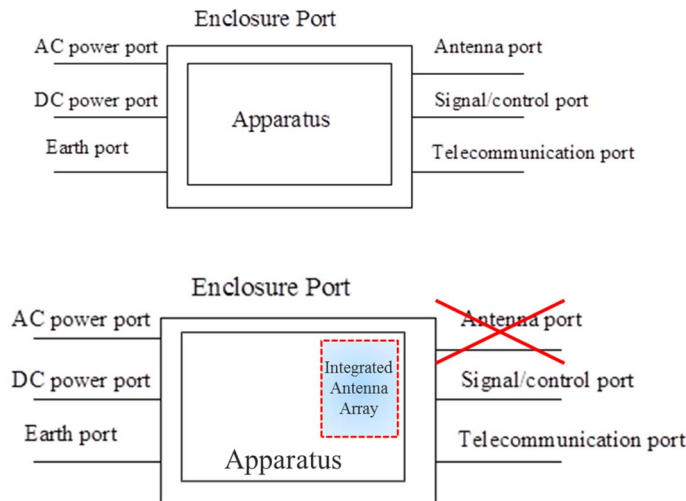 Enclosure Port
AC power port
Antenna port
DC power port
Signal/control port
Apparatus
Earth port
Telecommunication port
Enclosure Port
AC power port
Antenna port
Integrated
Antenna
Array
DC power port
Signal/control port
Earth port
Telecommunication port
Apparatus